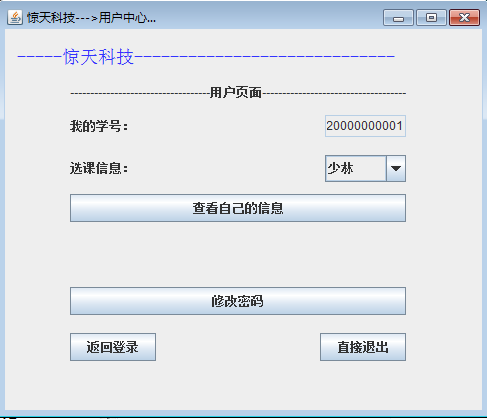 惊天科技--->用户中心...
-----惊天科技-----------------------------
-----------------------------------用户页面------------------------------------
我的学号： 20000000001
选课信息： 少林
查看自己的信息
修改密码
返回登录 直接退出